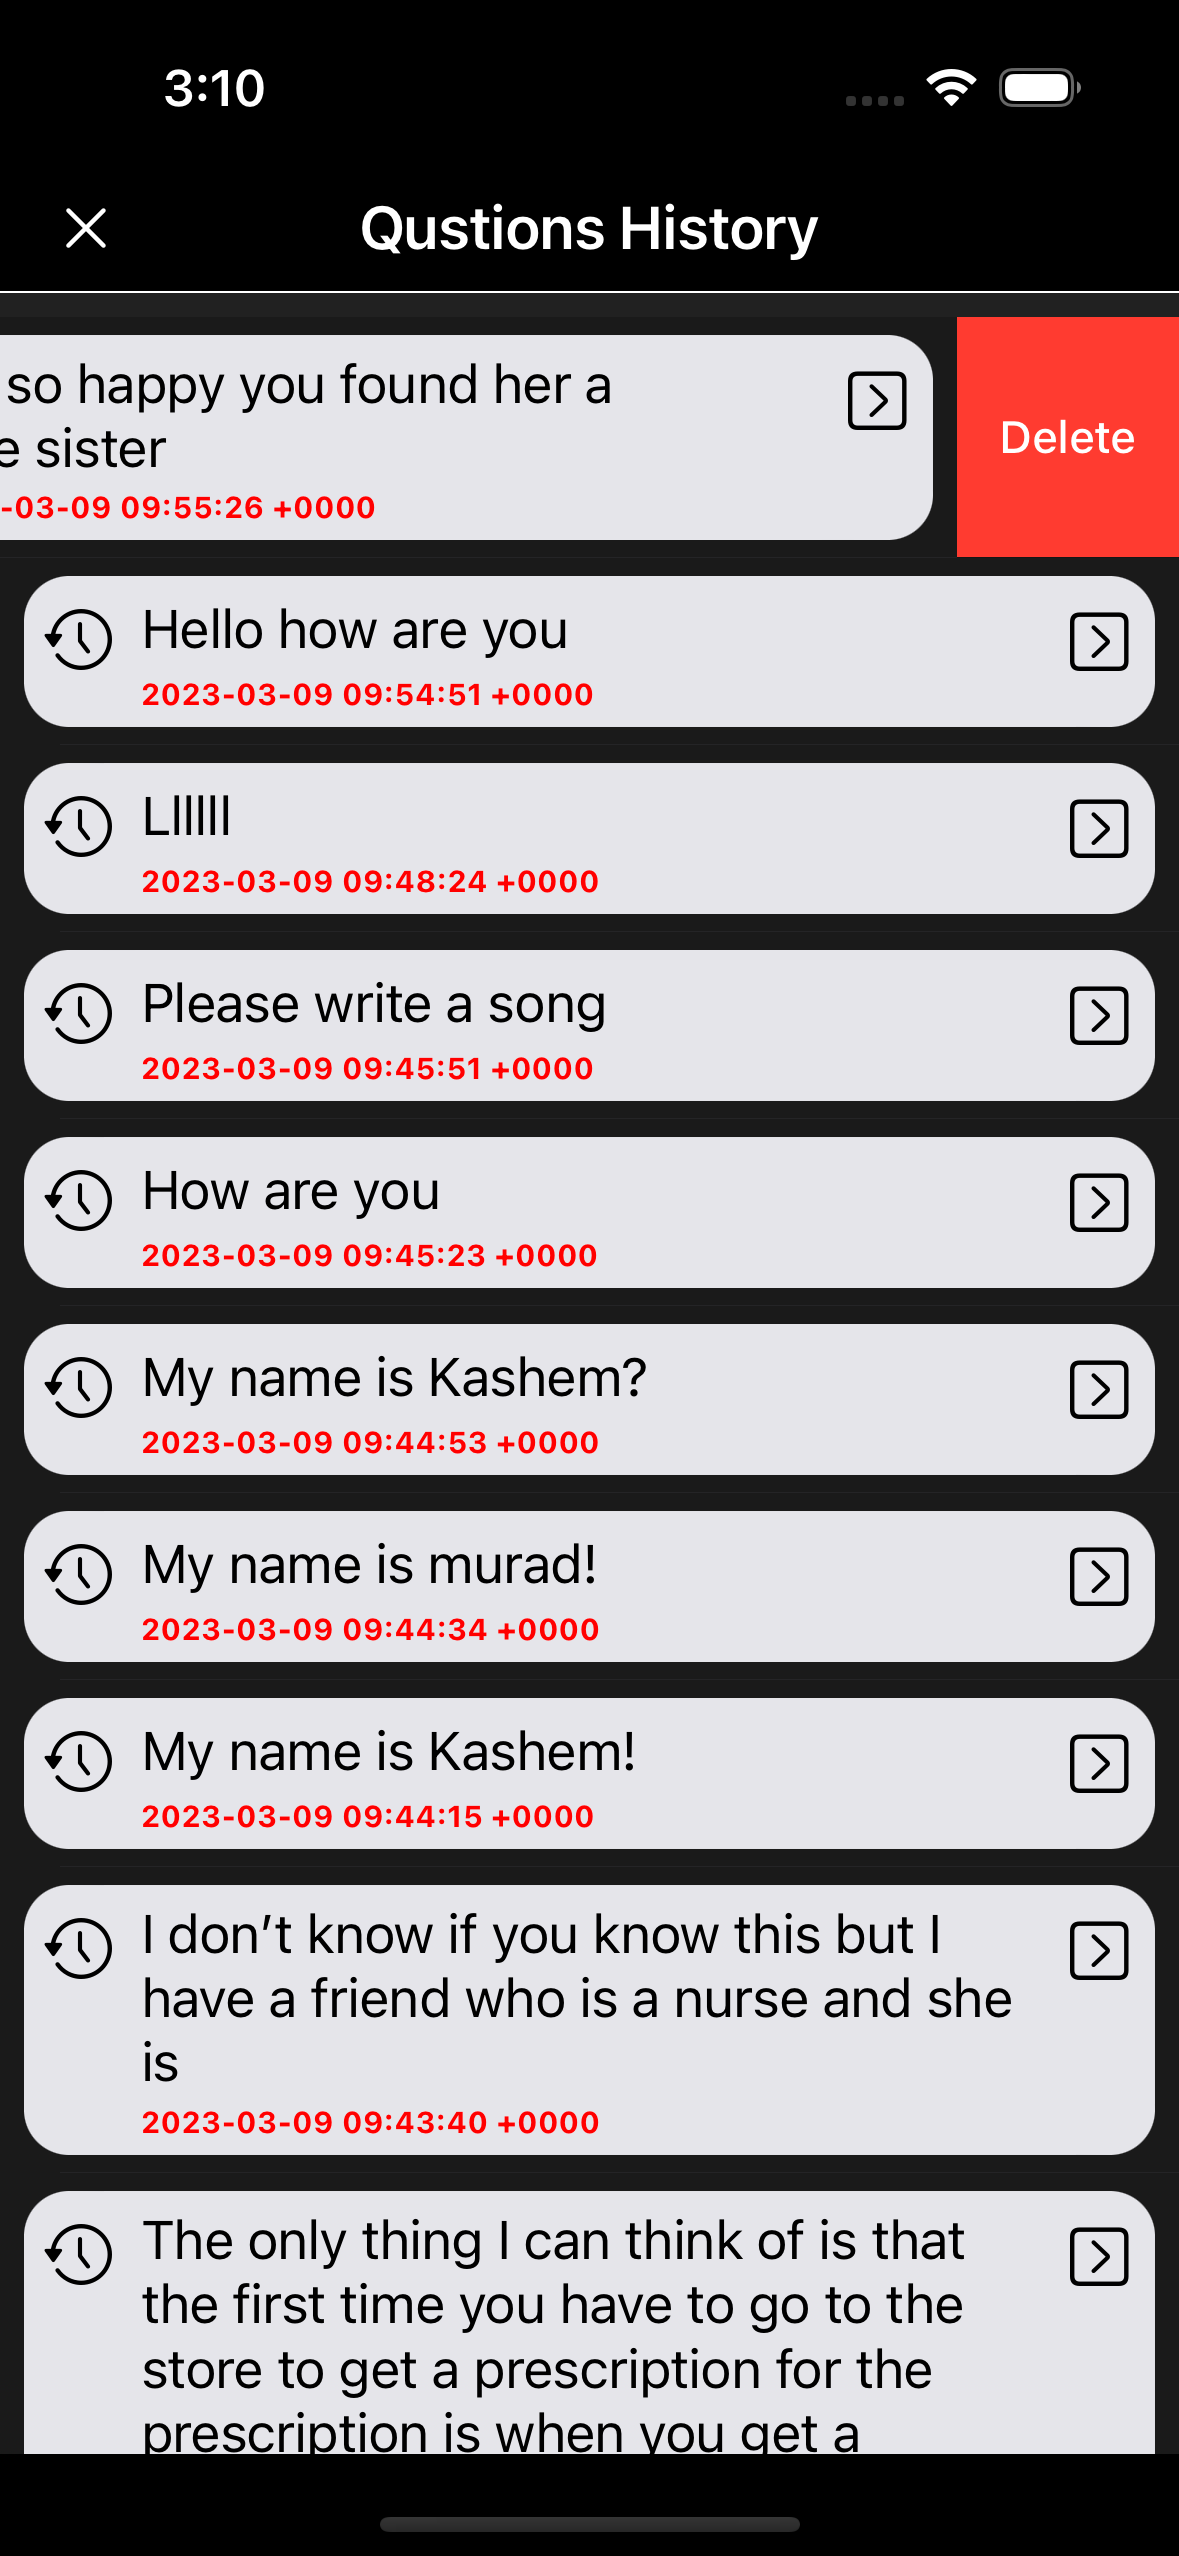 3:10
Qustions History
so happy you found her a
e sister
-03-09 09:55:26 +0000
Delete
Hello how are you
2023-03-09 09:54:51 +0000
Llllll
2023-03-09 09:48:24 +0000
Please write a song
2023-03-09 09:45:51 +0000
How are you
2023-03-09 09:45:23 +0000
My name is Kashem?
2023-03-09 09:44:53 +0000
My name is murad!
2023-03-09 09:44:34 +0000
My name is Kashem!
2023-03-09 09:44:15 +0000
I don’t know if you know this but I
have a friend who is a nurse and she
is
2023-03-09 09:43:40 +0000
The only thing I can think of is that
the first time you have to go to the
store to get a prescription for the
prescription is when you get a